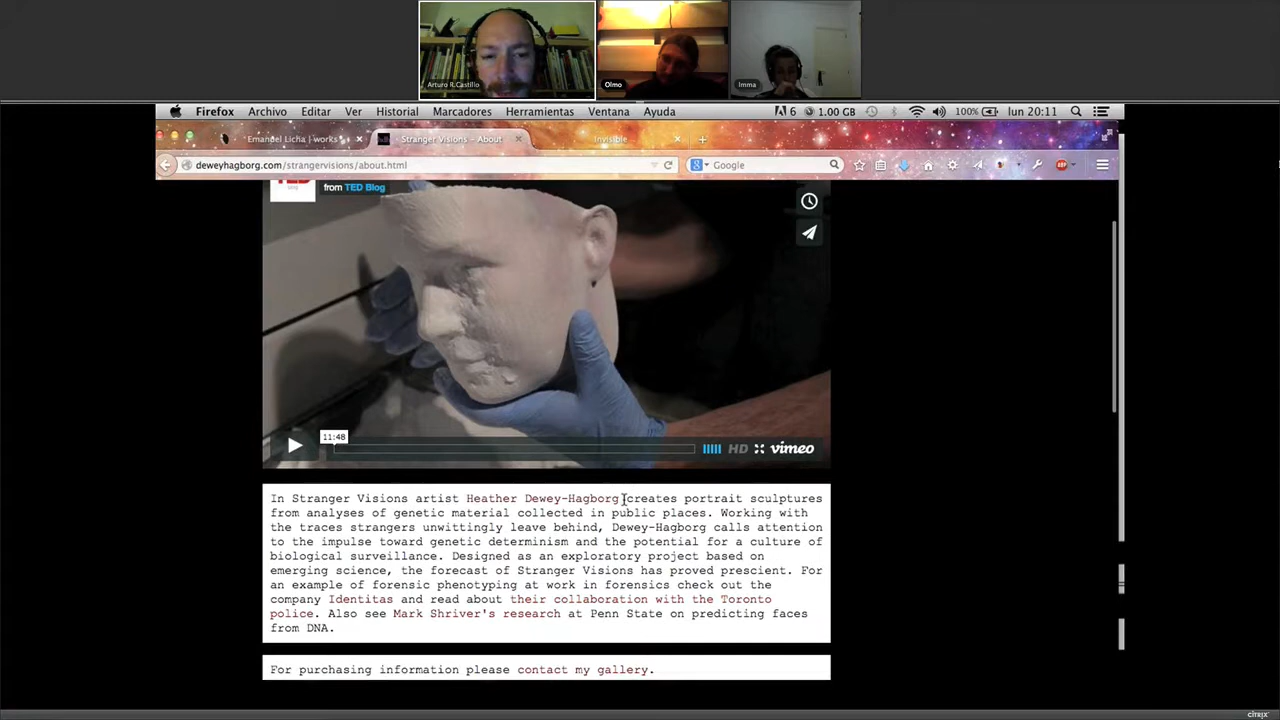 Arturo R.Castillo
Olmo
Imma
Firefox Archivo Editar Ver Historial Marcadores Herramientas Ventana Ayuda 6 1.00 GB 100% lun 20:11
Emanuel Licha | works Stranger Visions - About Invisible
deweyhagborg.com/strangervisions/about.html Google
TED
from TED Blog
11:48
HD vimeo
In Stranger Visions artist Heather Dewey-Hagborg creates portrait sculptures
from analyses of genetic material collected in public places. Working with
the traces strangers unwittingly leave behind, Dewey-Hagborg calls attention
to the impulse toward genetic determinism and the potential for a culture of
biological surveillance. Designed as an exploratory project based on
emerging science, the forecast of Stranger Visions has proved prescient. For
an example of forensic phenotyping at work in forensics check out the
company Identitas and read about their collaboration with the Toronto
police. Also see Mark Shriver's research at Penn State on predicting faces
from DNA.
For purchasing information please contact my gallery.
CITRIX